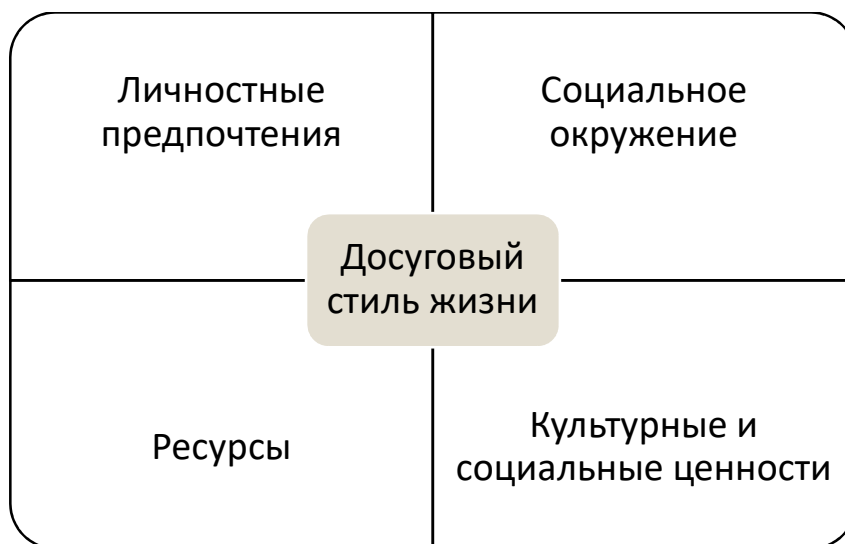 Личностные
предпочтения
Социальное
окружение
Досуговый
стиль жизни
Ресурсы
Культурные и
социальные ценности